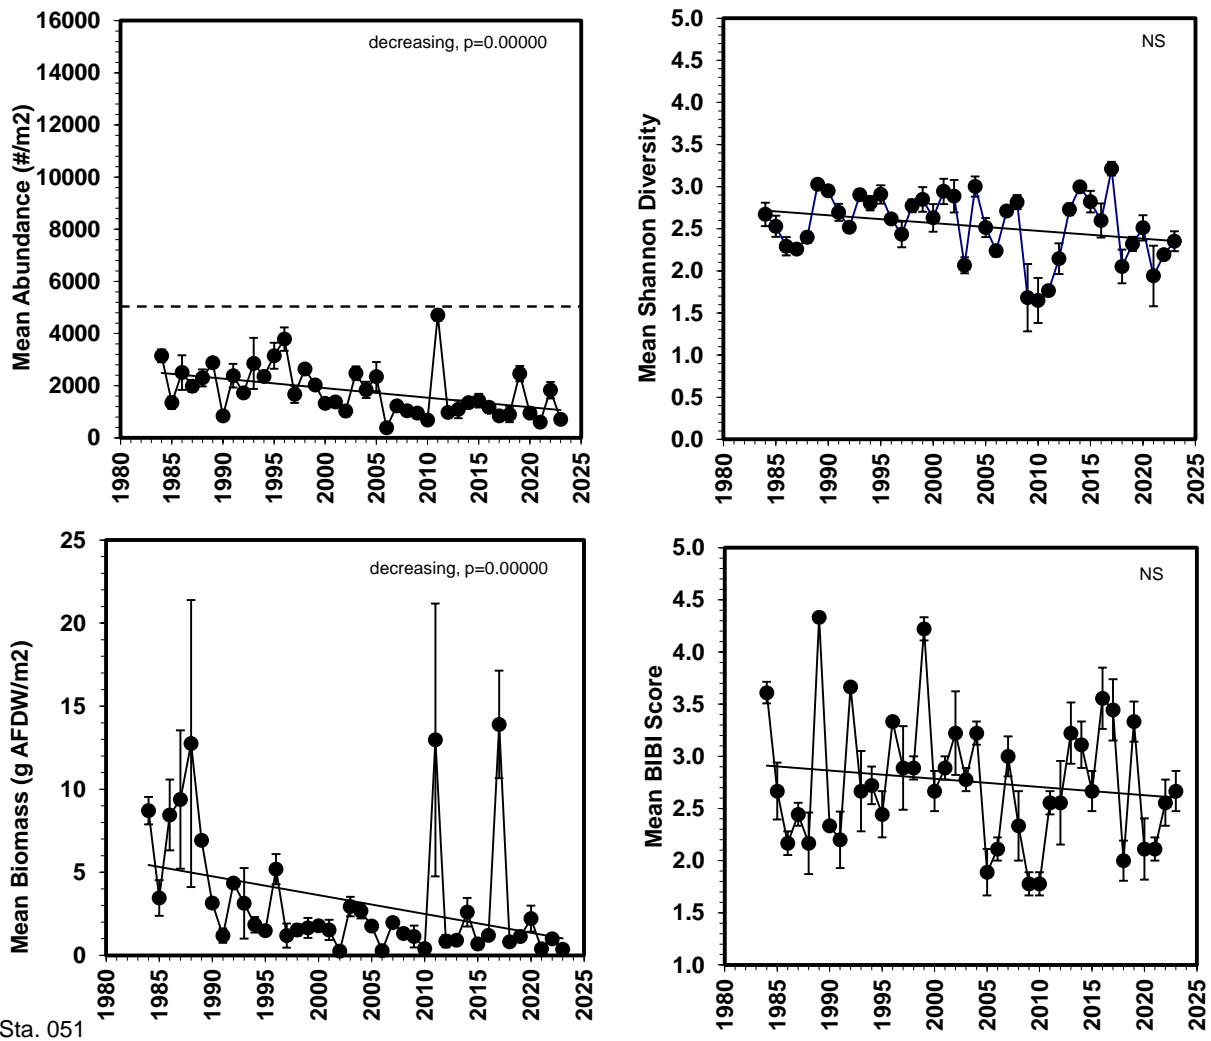 16000
14000
12000
10000
8000
6000
4000
2000
0
Mean Abundance (#/m2)
decreasing, p=0.00000
1980 1985 1990 1995 2000 2005 2010 2015 2020 2025
5.0
4.5
4.0
3.5
3.0
2.5
2.0
1.5
1.0
0.5
0.0
Mean Shannon Diversity
NS
1980 1985 1990 1995 2000 2005 2010 2015 2020 2025
25
20
15
10
5
0
Mean Biomass (g AFDW/m2)
decreasing, p=0.00000
1980 1985 1990 1995 2000 2005 2010 2015 2020 2025
5.0
4.5
4.0
3.5
3.0
2.5
2.0
1.5
1.0
Mean BIBI Score
NS
1980 1985 1990 1995 2000 2005 2010 2015 2020 2025
Sta. 051